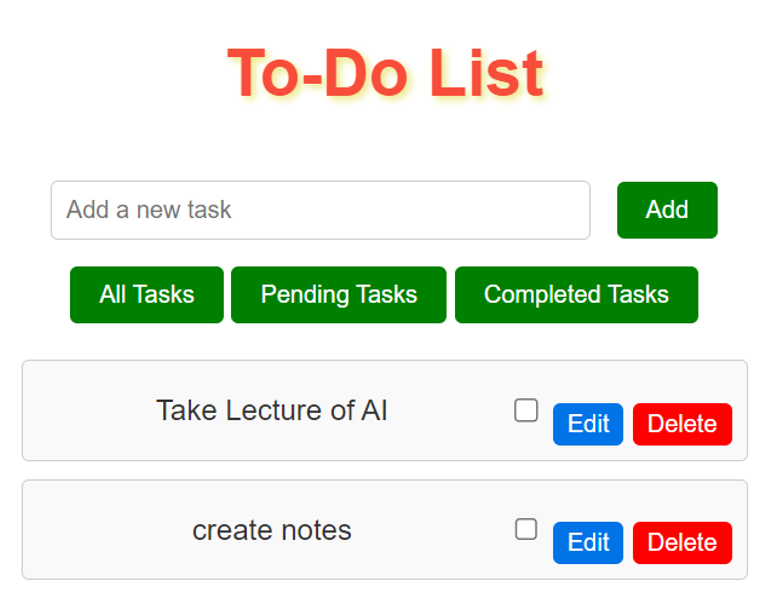 To-Do List
Add a new task Add
All Tasks Pending Tasks Completed Tasks
Take Lecture of AI Edit Delete
create notes Edit Delete